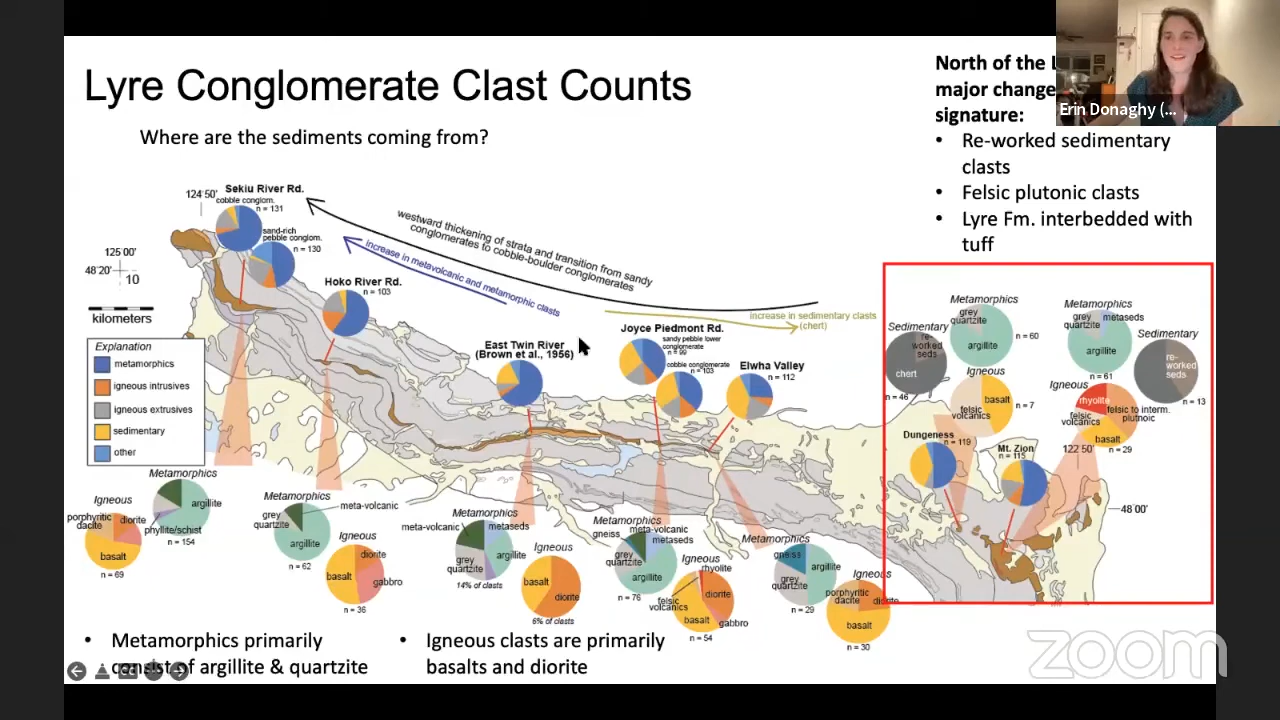 Lyre Conglomerate Clast Counts
Where are the sediments coming from?
North of the
major change
signature:
• Re-worked sedimentary
clasts
• Felsic plutonic clasts
• Lyre Fm. interbedded with
tuff
Erin Donaghy (...
124 50'
Sekiu River Rd.
cobble conglom.
n = 131
sand-rich
pebble conglom.
n = 130
125 00'
48 20'
10
kilometers
Hoko River Rd.
n = 103
westward thickening of strata and transition from sandy
conglomerates to cobble-boulder conglomerates
increase in metavolcanic and metamorphic clasts
increase in sedimentary clasts
(chert)
East Twin River
(Brown et al., 1956)
Joyce Piedmont Rd.
sandy pebble lower
conglomerate
n = 99
cobble conglomerate
n = 103
Elwha Valley
n = 112
Explanation
metamorphics
igneous intrusives
igneous extrusives
sedimentary
other
Sedimentary
re-
worked
seds
chert
n = 46
Metamorphics
grey
quartzite
argillite
n = 60
Igneous
basalt
felsic
volcanics
n = 7
Metamorphics
grey
quartzite
metaseds
argillite
n = 61
Sedimentary
re-
worked
seds
n = 13
Igneous
rhyolite
felsic to interm.
plutnoic
felsic
volcanics
basalt
n = 29
Dungeness
n = 119
Mt. Zion
n = 115
122 50'
48 00'
Igneous
porphyritic
dacite
diorite
basalt
n = 69
Metamorphics
argillite
phyllite/schist
n = 154
Metamorphics
grey
quartzite
meta-volcanic
argillite
n = 62
Igneous
diorite
basalt
gabbro
n = 36
Metamorphics
meta-volcanic
metaseds
grey
quartzite
argillite
14% of clasts
Igneous
basalt
diorite
6% of clasts
Metamorphics
gneiss
meta-volcanic
metaseds
grey
quartzite
argillite
n = 76
Igneous
rhyolite
diorite
felsic
volcanics
basalt
gabbro
n = 54
Metamorphics
gneiss
argillite
grey
quartzite
n = 29
Igneous
porphyritic
dacite
diorite
basalt
n = 30
• Metamorphics primarily
consist of argillite & quartzite
• Igneous clasts are primarily
basalts and diorite
zoom